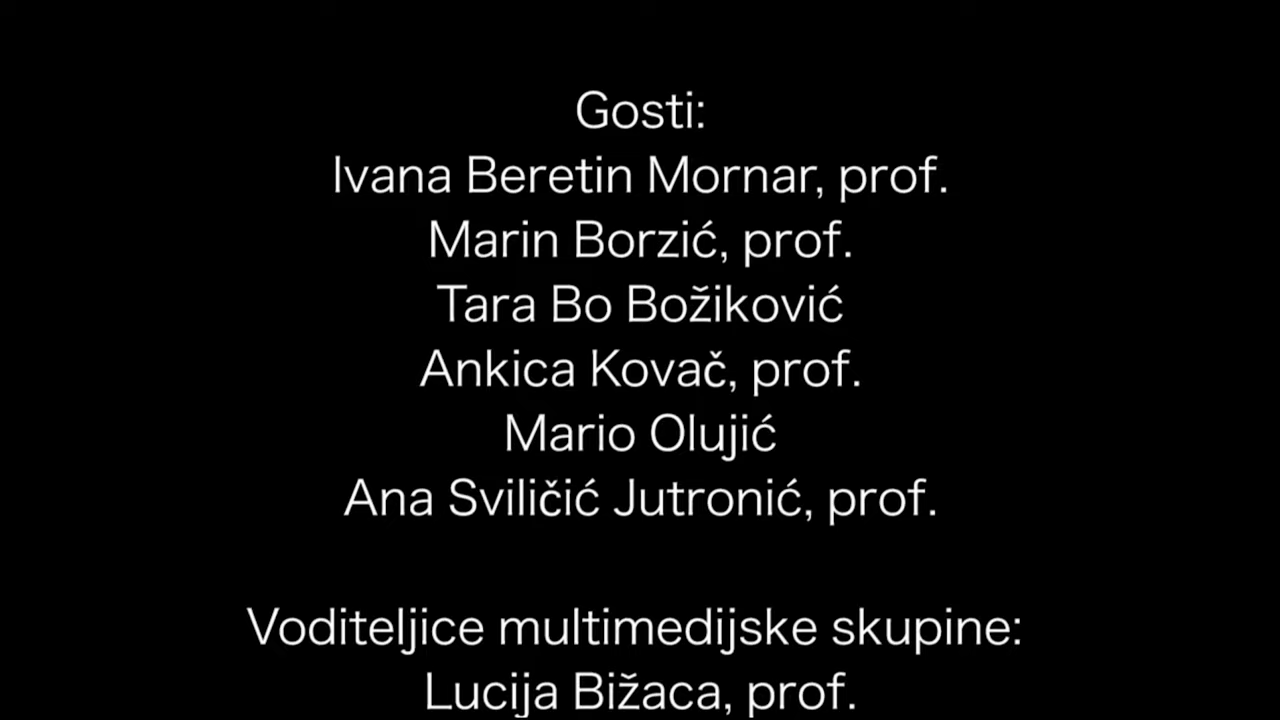 Gosti:
Ivana Beretin Mornar, prof.
Marin Borzić, prof.
Tara Bo Božiković
Ankica Kovač, prof.
Mario Olujić
Ana Sviličić Jutronić, prof.
Voditeljice multimedijske skupine:
Lucija Bižaca, prof.